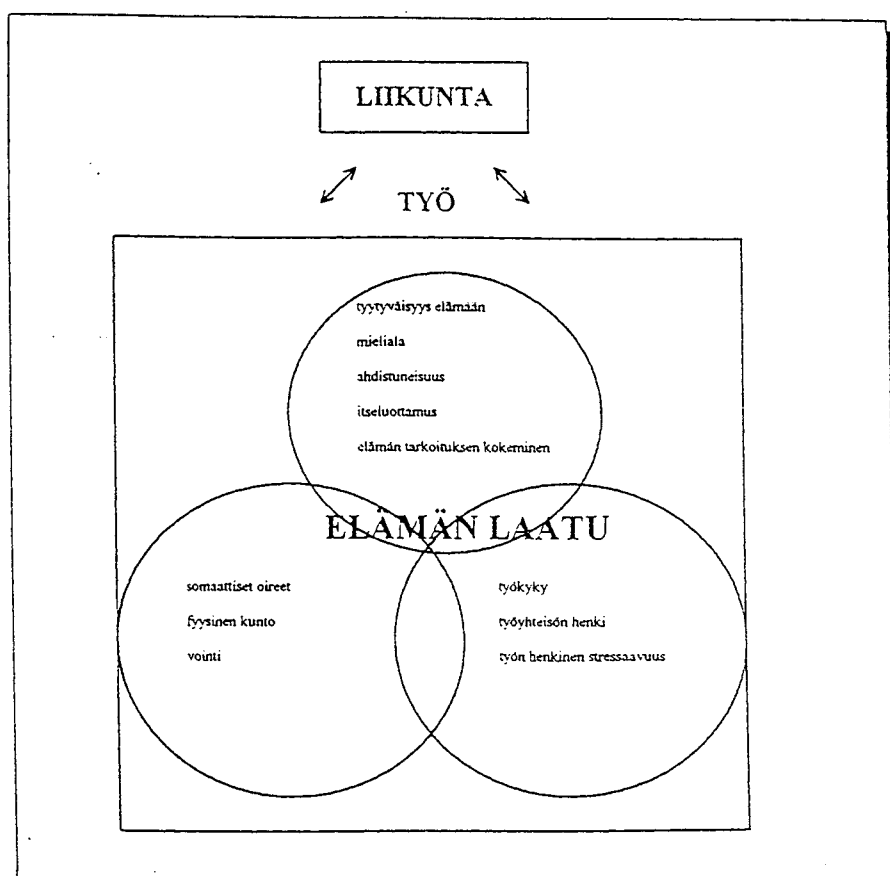 LIIKUNTA
TYÖ
tyytyväisyys elämään
mieliala
ahdistuneisuus
itseluottamus
elämän tarkoituksen kokeminen
ELÄMÄN LAATU
somaattiset oireet
fyysinen kunto
vointi
työkyky
työyhteisön henki
työn henkinen stressaavuus